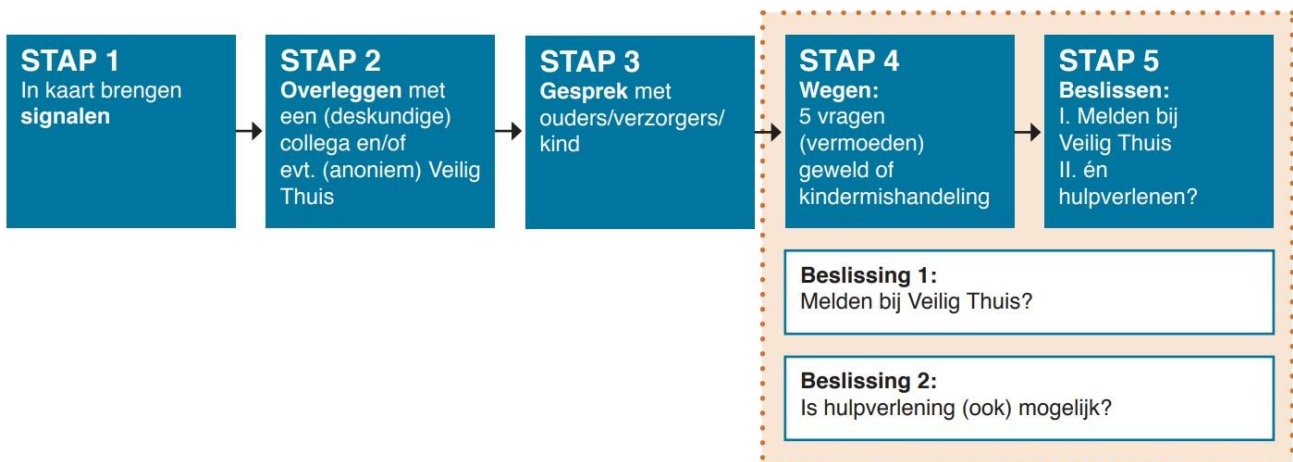 STAP 1
In kaart brengen
signalen
STAP 2
Overleggen met
een (deskundige)
collega en/of
evt. (anoniem) Veilig
Thuis
STAP 3
Gesprek met
ouders/verzorgers/
kind
STAP 4
Wegen:
5 vragen
(vermoeden)
geweld of
kindermishandeling
STAP 5
Beslissen:
I. Melden bij
Veilig Thuis
II. én
hulpverlenen?
Beslissing 1:
Melden bij Veilig Thuis?
Beslissing 2:
Is hulpverlening (ook) mogelijk?